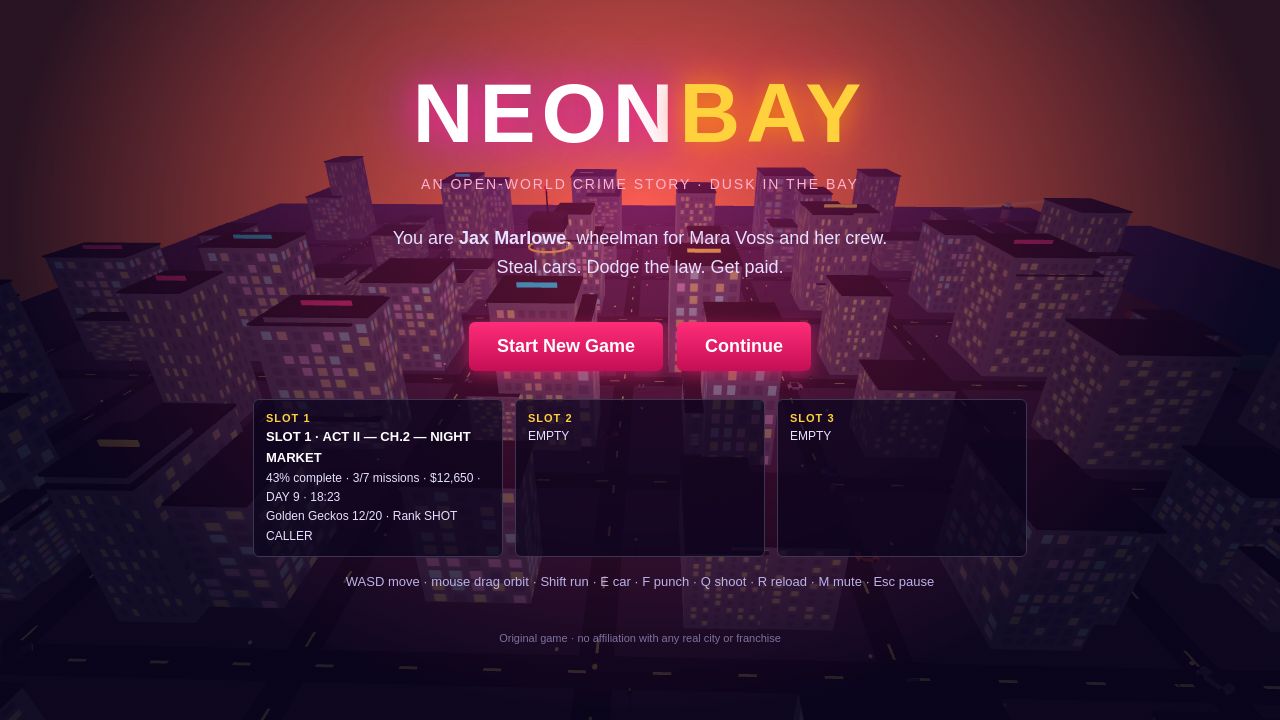 NEONBAY
AN OPEN-WORLD CRIME STORY · DUSK IN THE BAY
You are Jax Marlowe, wheelman for Mara Voss and her crew.
Steal cars. Dodge the law. Get paid.
Start New Game
Continue
SLOT 1
SLOT 1 · ACT II — CH.2 — NIGHT
MARKET
43% complete · 3/7 missions · $12,650 ·
DAY 9 · 18:23
Golden Geckos 12/20 · Rank SHOT
CALLER
SLOT 2
EMPTY
SLOT 3
EMPTY
WASD move · mouse drag orbit · Shift run · E car · F punch · Q shoot · R reload · M mute · Esc pause
Original game · no affiliation with any real city or franchise